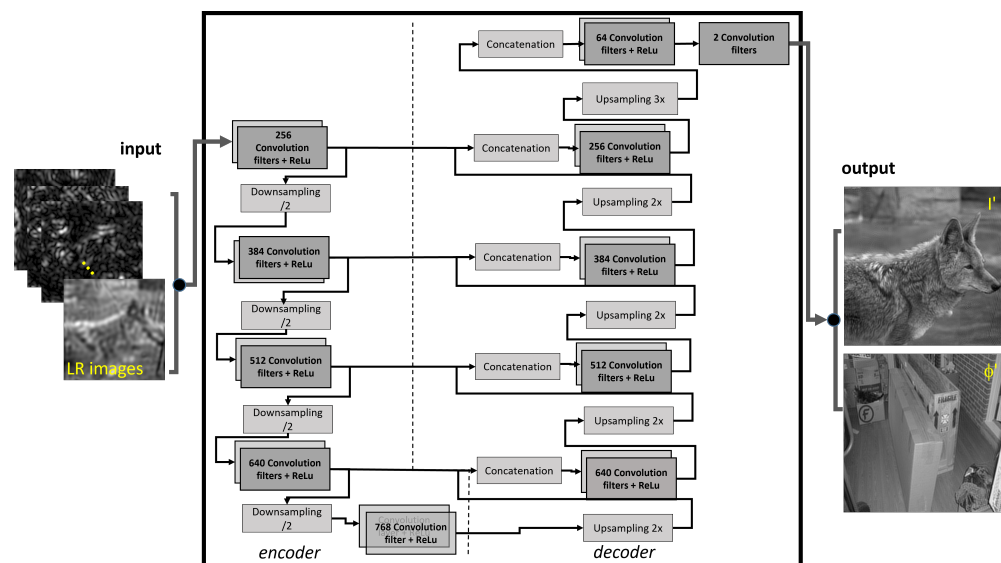 input
LR images
256
Convolution
filters + ReLu
Downsampling
/2
384 Convolution
filters + ReLu
Downsampling
/2
512 Convolution
filters + ReLu
Downsampling
/2
640 Convolution
filters + ReLu
Downsampling
/2
768 Convolution
filter + ReLu
encoder
Concatenation
64 Convolution
filters + ReLu
2 Convolution
filters
Upsampling 3x
Concatenation
256 Convolution
filters + ReLu
Upsampling 2x
Concatenation
384 Convolution
filters + ReLu
Upsampling 2x
Concatenation
512 Convolution
filters + ReLu
Upsampling 2x
Concatenation
640 Convolution
filters + ReLu
Upsampling 2x
decoder
output
I'
ϕ'